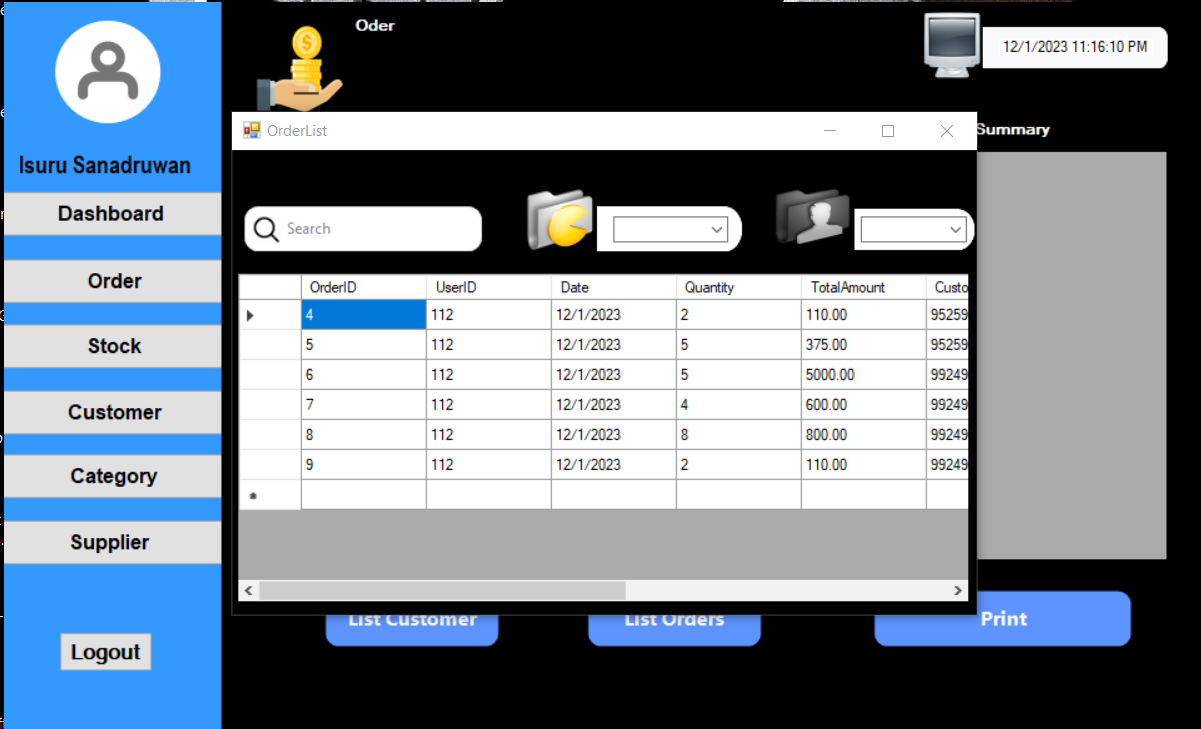 Oder
12/1/2023 11:16:10 PM
Isuru Sanadruwan
Dashboard
Order
Stock
Customer
Category
Supplier
Logout
OrderList
Summary
Search
OrderID UserID Date Quantity TotalAmount Custo
4 112 12/1/2023 2 110.00 95259
5 112 12/1/2023 5 375.00 95259
6 112 12/1/2023 5 5000.00 99249
7 112 12/1/2023 4 600.00 99249
8 112 12/1/2023 8 800.00 99249
9 112 12/1/2023 2 110.00 99249
List Customer
List Orders
Print